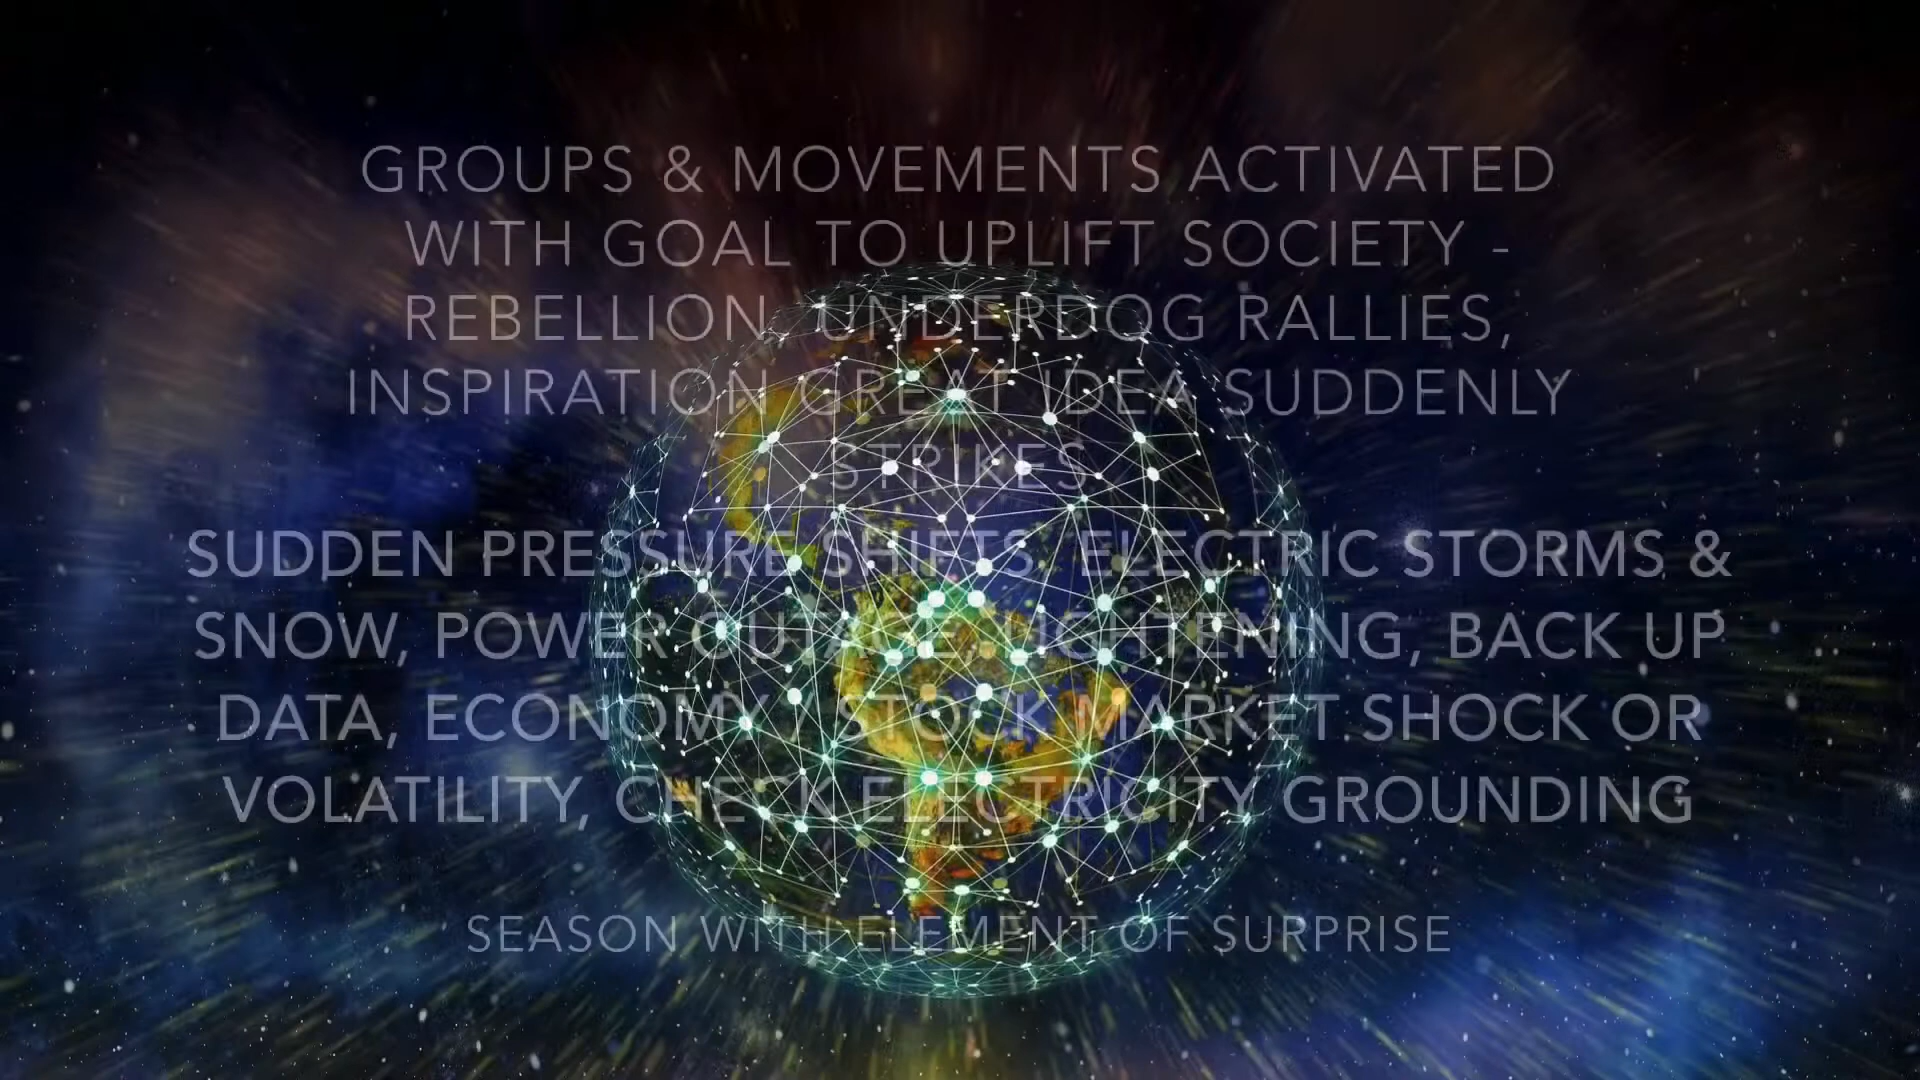 GROUPS & MOVEMENTS ACTIVATED
WITH GOAL TO UPLIFT SOCIETY -
REBELLION, UNDERDOG RALLIES,
INSPIRATION GREAT IDEA SUDDENLY
STRIKES
SUDDEN PRESSURE SHIFTS, ELECTRIC STORMS &
SNOW, POWER OUTAGE, LIGHTENING, BACK UP
DATA, ECONOMY / STOCK MARKET SHOCK OR
VOLATILITY, CHECK ELECTRICITY GROUNDING
SEASON WITH ELEMENT OF SURPRISE